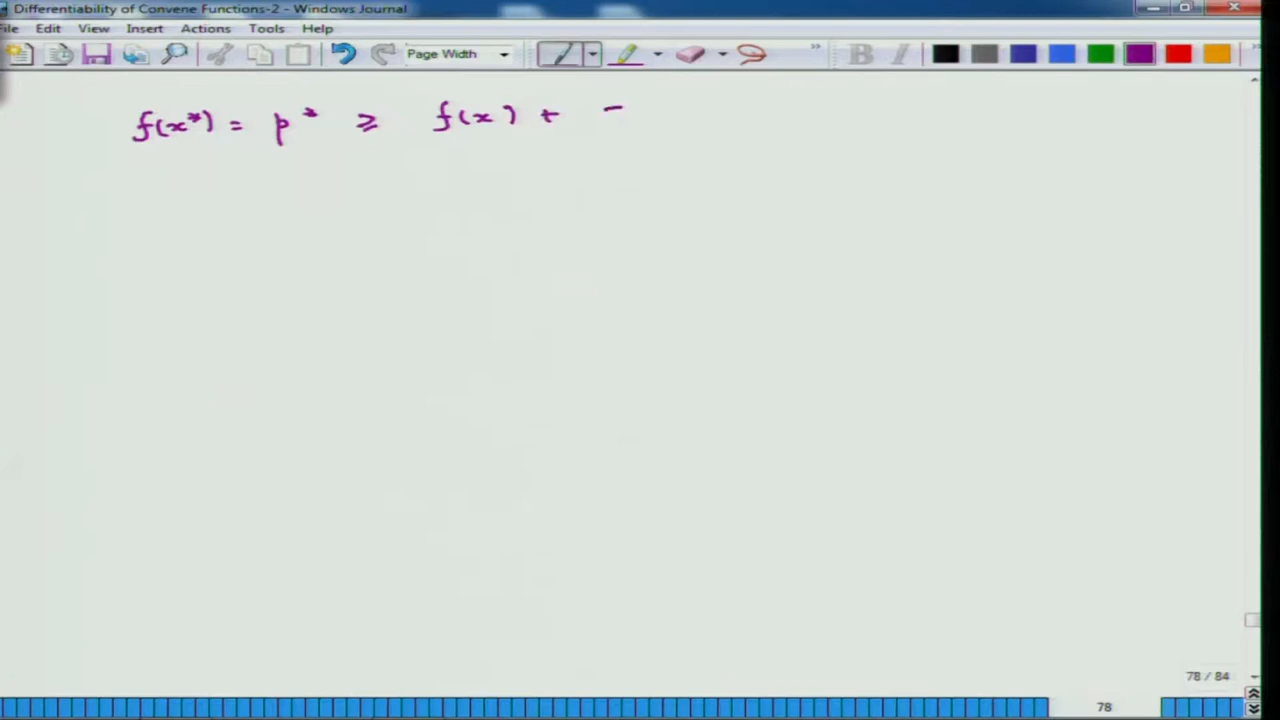 Differentiability of Convene Functions-2 - Windows Journal
File Edit View Insert Actions Tools Help
Page Width B I
f(x*) = p* ≥ f(x) +
78 / 84
78